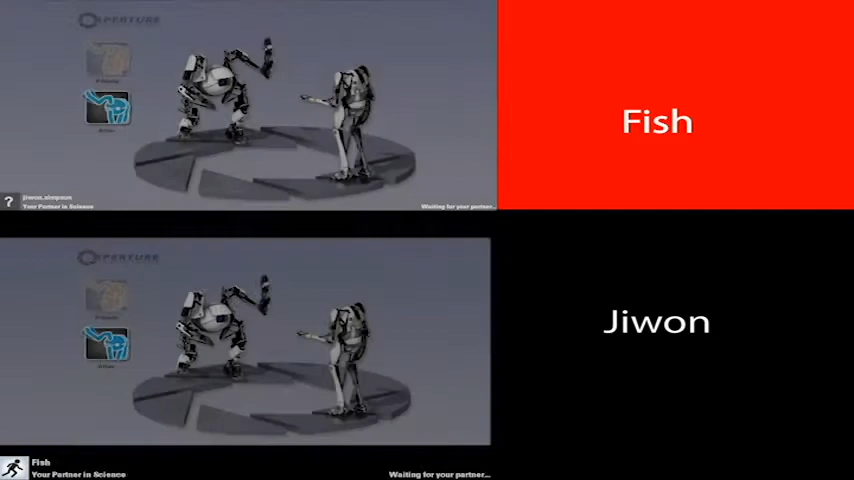 APERTURE
Fish
?
jiwon.simpson
Your Partner in Science
Waiting for your partner...
APERTURE
Jiwon
Fish
Your Partner in Science
Waiting for your partner...